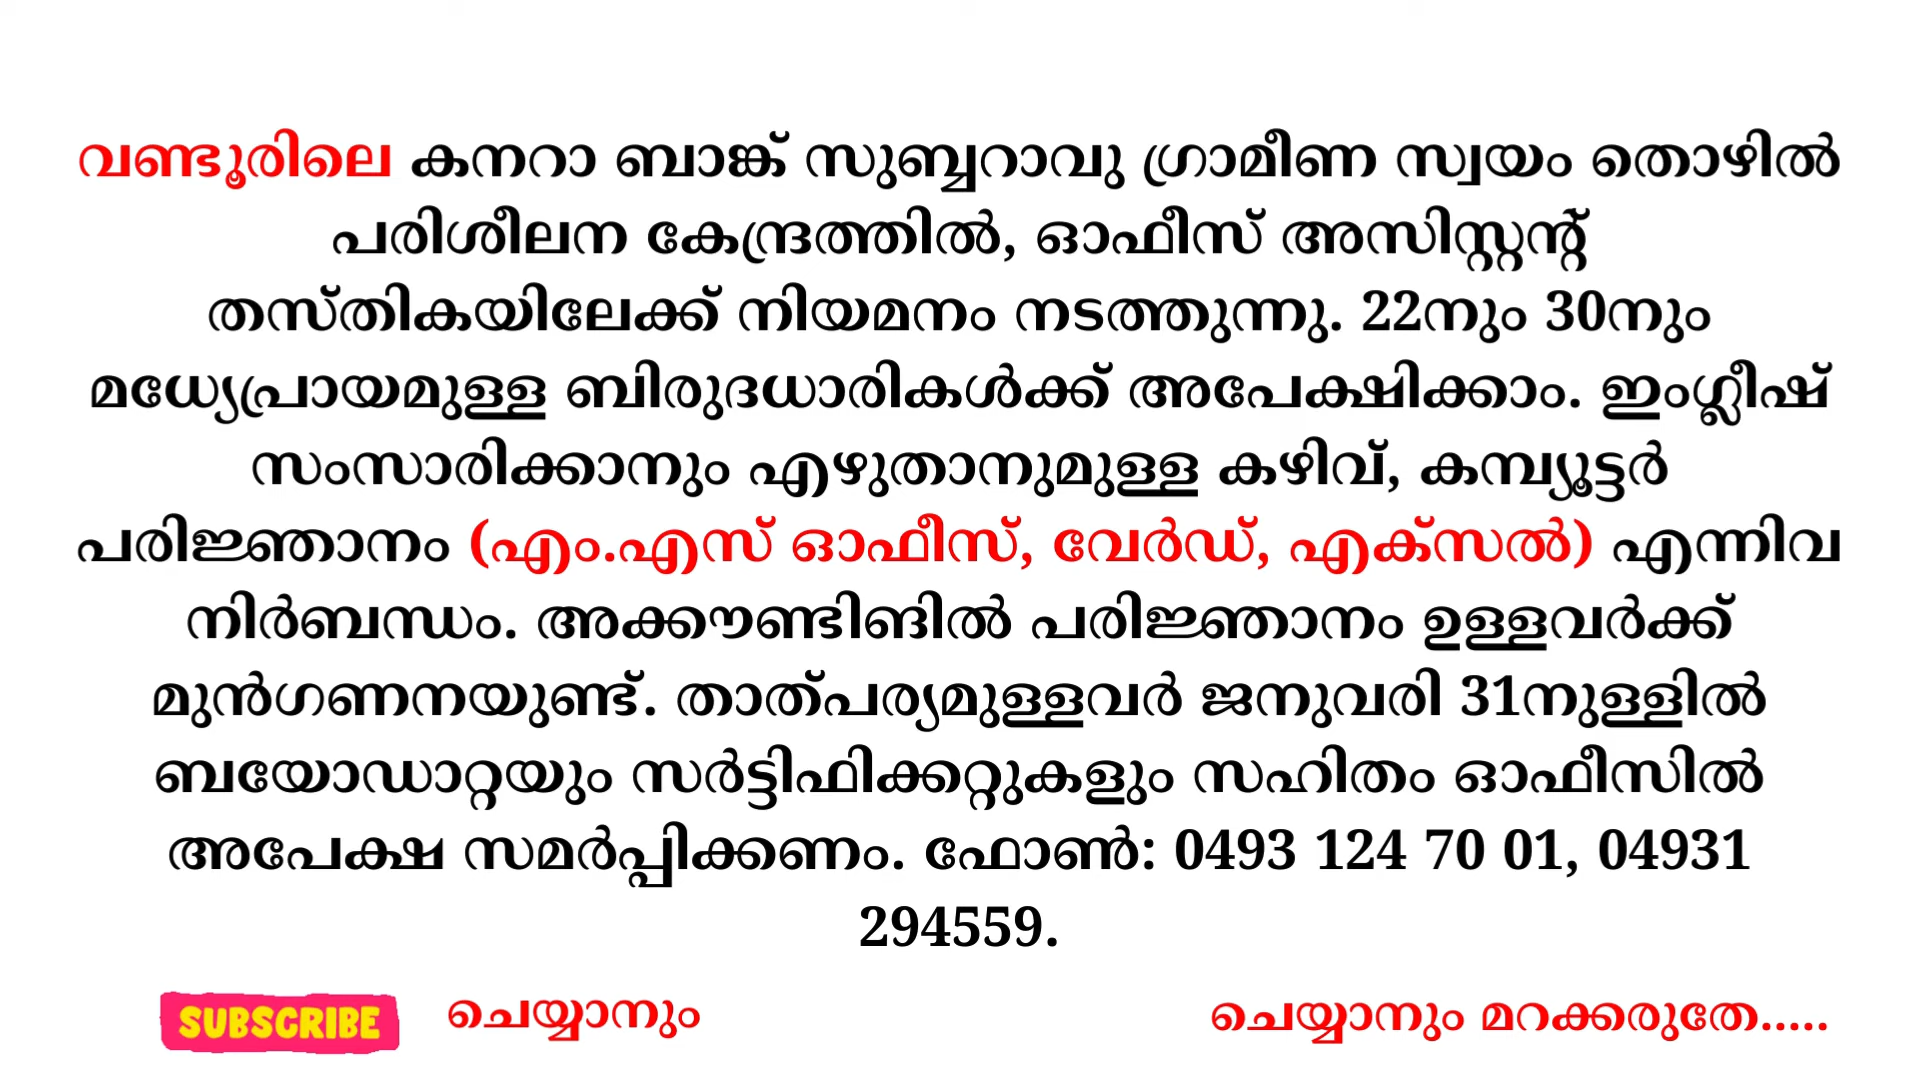 വണ്ടൂരിലെ കനറാ ബാങ്ക് സുബ്ബറാവു ഗ്രാമീണ സ്വയം തൊഴിൽ
പരിശീലന കേന്ദ്രത്തിൽ, ഓഫീസ് അസിസ്റ്റന്റ്
തസ്തികയിലേക്ക് നിയമനം നടത്തുന്നു. 22നും 30നും
മധ്യേപ്രായമുള്ള ബിരുദധാരികൾക്ക് അപേക്ഷിക്കാം. ഇംഗ്ലീഷ്
സംസാരിക്കാനും എഴുതാനുമുള്ള കഴിവ്, കമ്പ്യൂട്ടർ
പരിജ്ഞാനം (എം.എസ് ഓഫീസ്, വേർഡ്, എക്സൽ) എന്നിവ
നിർബന്ധം. അക്കൗണ്ടിങിൽ പരിജ്ഞാനം ഉള്ളവർക്ക്
മുൻഗണനയുണ്ട്. താത്പര്യമുള്ളവർ ജനുവരി 31നുള്ളിൽ
ബയോഡാറ്റയും സർട്ടിഫിക്കറ്റുകളും സഹിതം ഓഫീസിൽ
അപേക്ഷ സമർപ്പിക്കണം. ഫോൺ: 0493 124 70 01, 04931
294559.
SUBSCRIBE ചെയ്യാനും ചെയ്യാനും മറക്കരുതേ.....